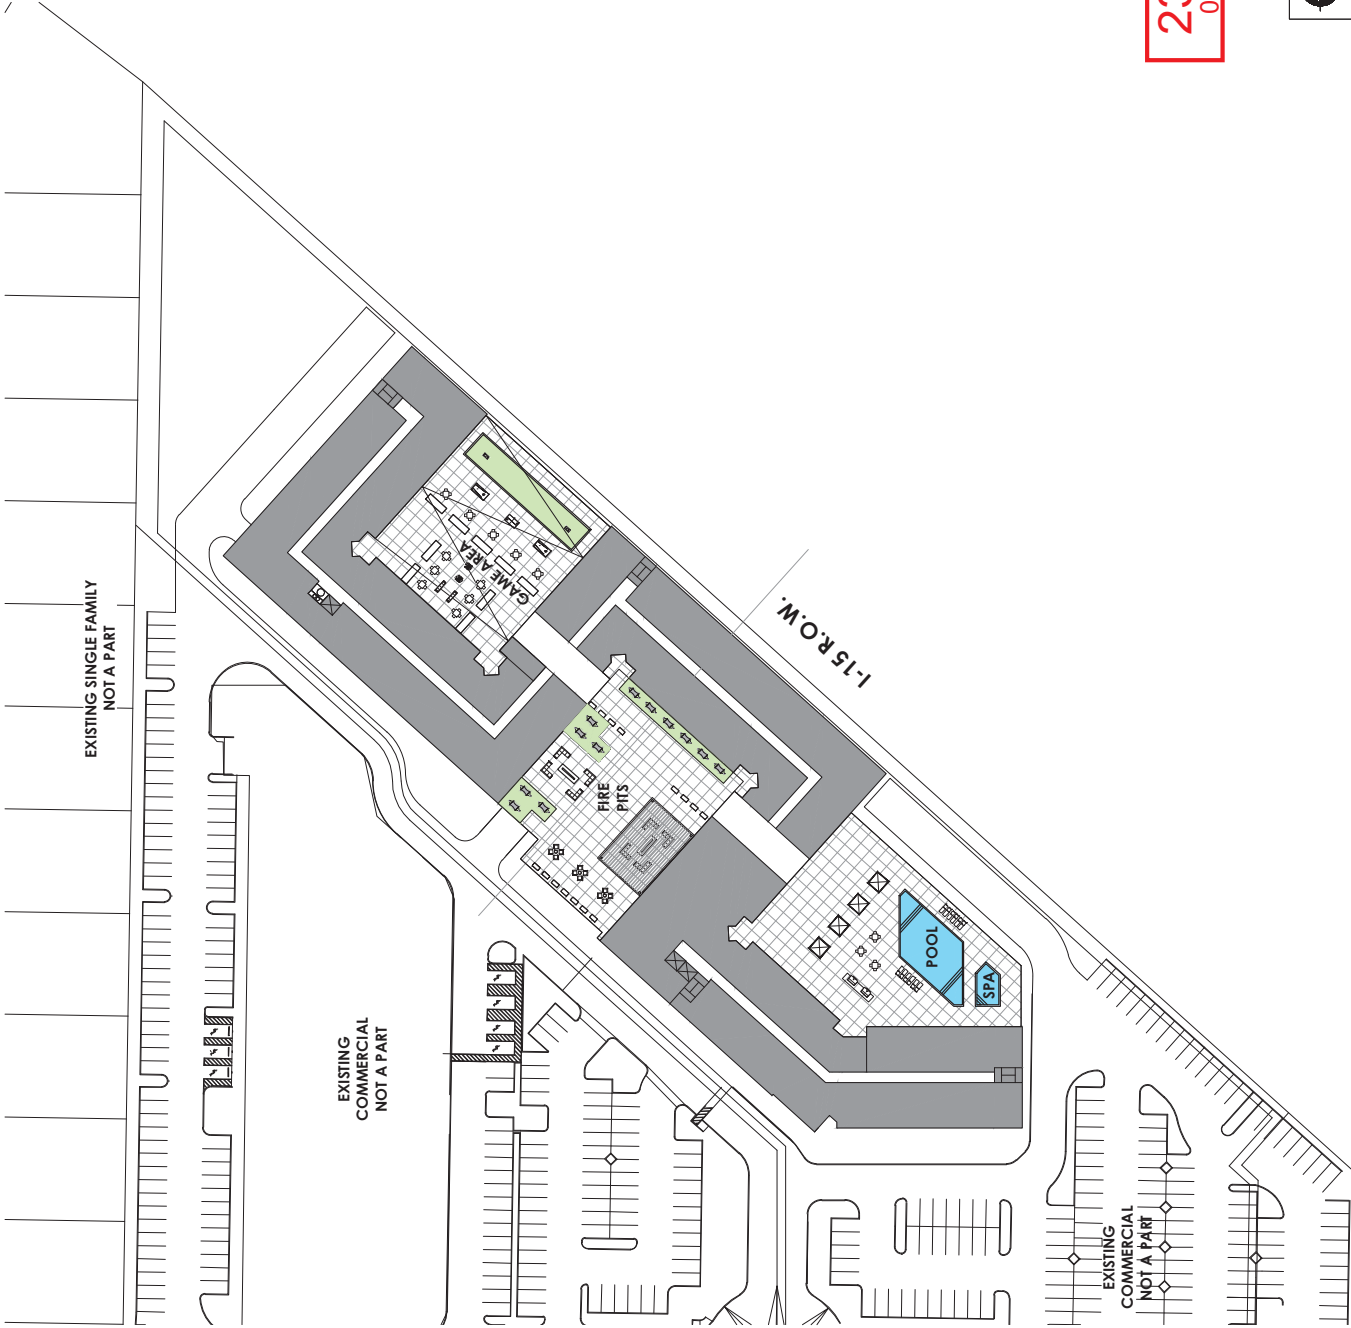 EXISTING SINGLE FAMILY
NOT A PART
GAME AREA
I-15 R.O.W.
FIRE
PITS
POOL
SPA
EXISTING
COMMERCIAL
NOT A PART
EXISTING
COMMERCIAL
NOT A PART